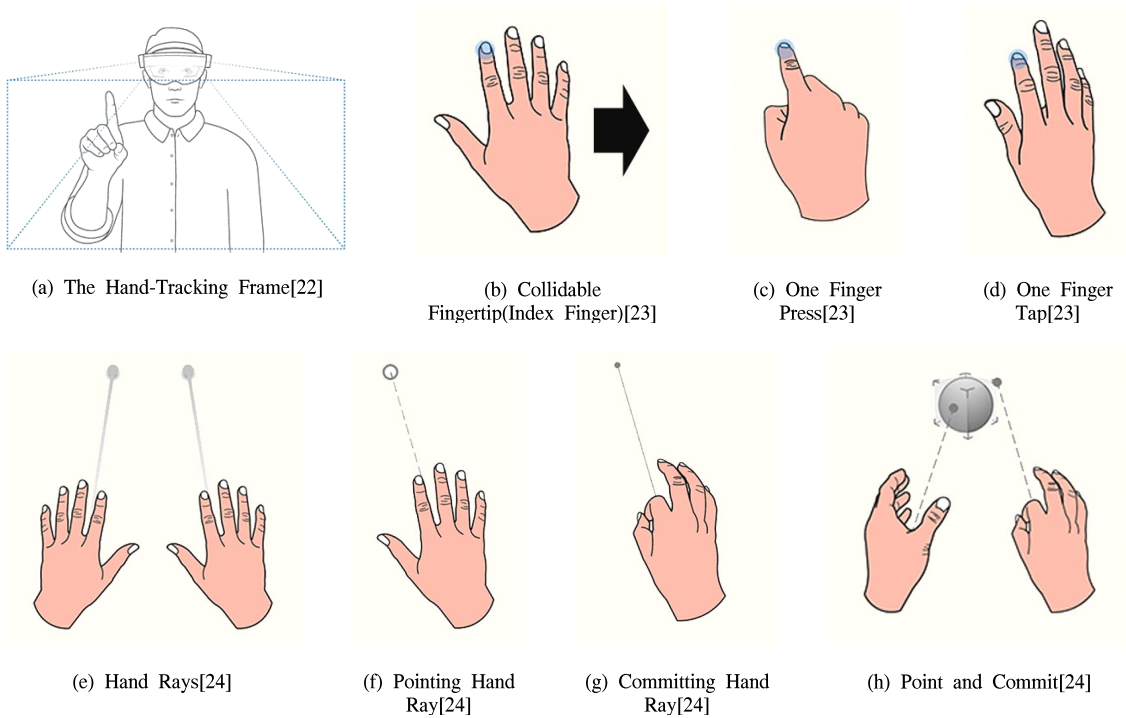 (a) The Hand-Tracking Frame[22]
(b) Collidable
Fingertip(Index Finger)[23]
(c) One Finger
Press[23]
(d) One Finger
Tap[23]
(e) Hand Rays[24]
(f) Pointing Hand
Ray[24]
(g) Committing Hand
Ray[24]
(h) Point and Commit[24]